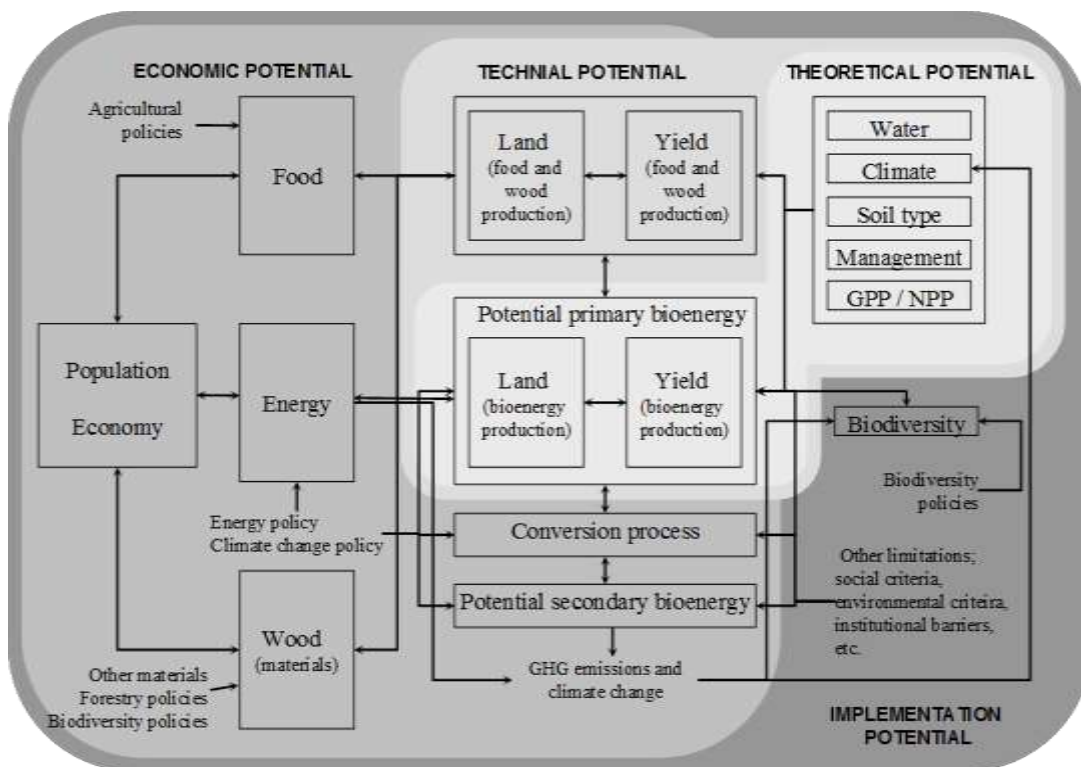 ECONOMIC POTENTIAL
TECHNIAL POTENTIAL
THEORETICAL POTENTIAL
Agricultural
policies
Food
Land
(food and
wood
production)
Yield
(food and
wood
production)
Water
Climate
Soil type
Management
GPP / NPP
Potential primary bioenergy
Population
Economy
Energy
Land
(bioenergy
production)
Yield
(bioenergy
production)
Biodiversity
Biodiversity
policies
Energy policy
Climate change policy
Conversion process
Potential secondary bioenergy
Other limitations;
social criteria,
environmental criteira,
institutional barriers,
etc.
Wood
(materials)
Other materials
Forestry policies
Biodiversity policies
GHG emissions and
climate change
IMPLEMENTATION
POTENTIAL